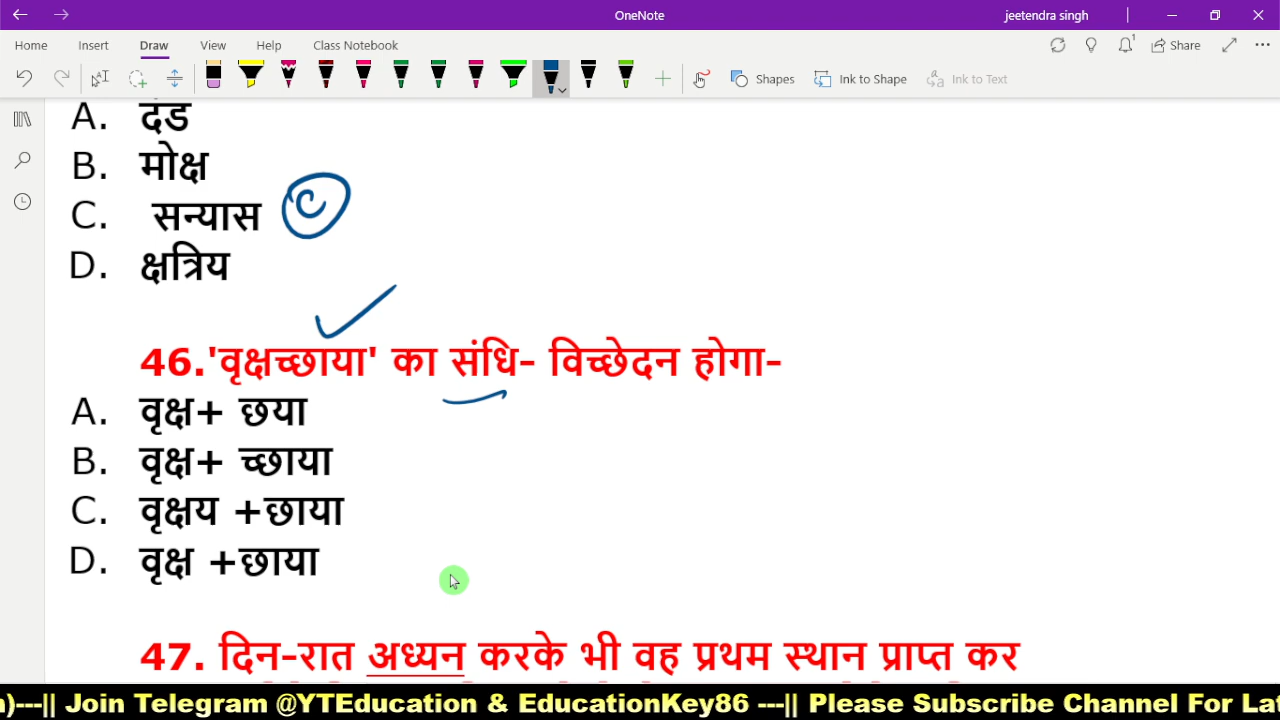 OneNote
jeetendra singh
Home Insert Draw View Help Class Notebook
1
Share
Shapes Ink to Shape Ink to Text
A. दंड
B. मोक्ष
C. सन्यास C
D. क्षत्रिय
46.'वृक्षच्छाया' का संधि- विच्छेदन होगा-
A. वृक्ष+ छया
B. वृक्ष+ च्छाया
C. वृक्षय +छाया
D. वृक्ष +छाया
47. दिन-रात अध्यन करके भी वह प्रथम स्थान प्राप्त कर
)---|| Join Telegram @YTEducation & EducationKey86 ---|| Please Subscribe Channel For